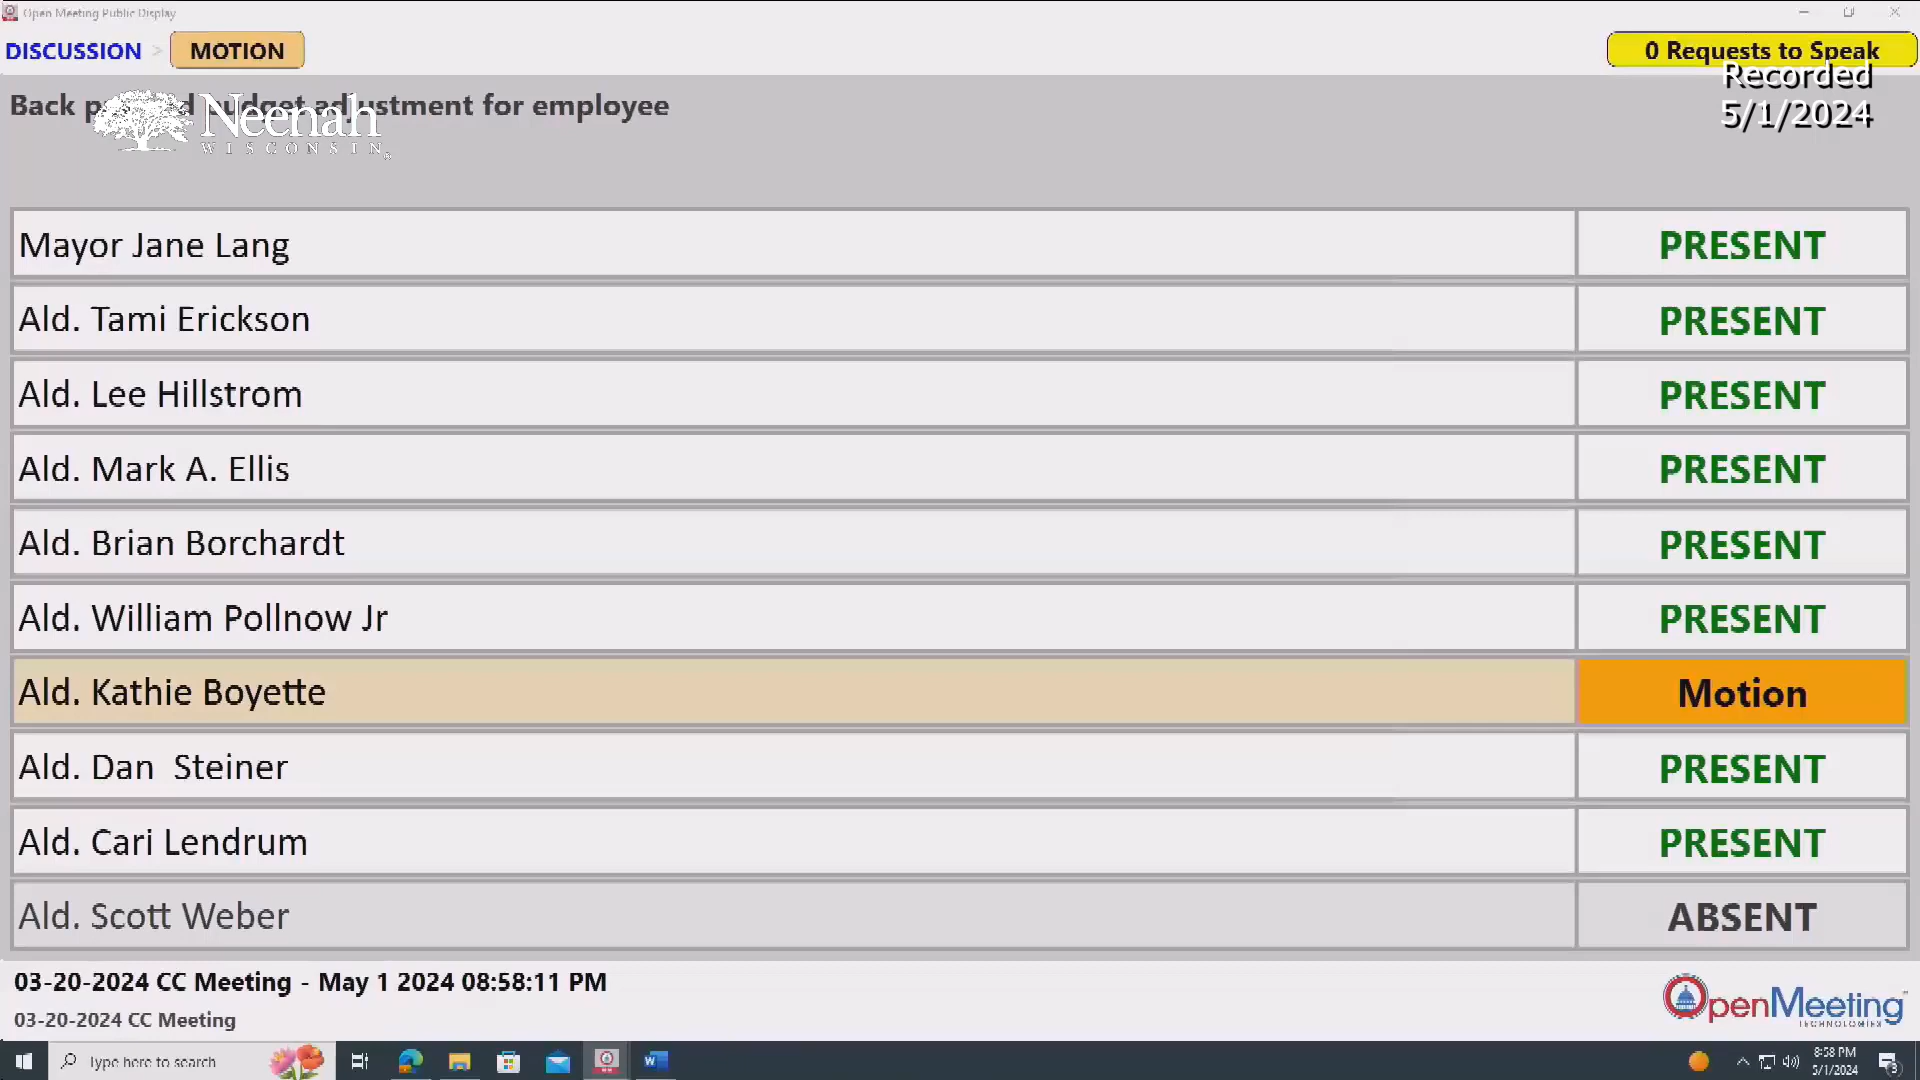 Open Meeting Public Display
DISCUSSION > MOTION
0 Requests to Speak
Recorded
5/1/2024
Back adjustment for employee
Neenah
WISCONSIN
Mayor Jane Lang PRESENT
Ald. Tami Erickson PRESENT
Ald. Lee Hillstrom PRESENT
Ald. Mark A. Ellis PRESENT
Ald. Brian Borchardt PRESENT
Ald. William Pollnow Jr PRESENT
Ald. Kathie Boyette Motion
Ald. Dan Steiner PRESENT
Ald. Cari Lendrum PRESENT
Ald. Scott Weber ABSENT
03-20-2024 CC Meeting - May 1 2024 08:58:11 PM
03-20-2024 CC Meeting
OpenMeeting
TECHNOLOGIES
Type here to search
8:58 PM
5/1/2024
3